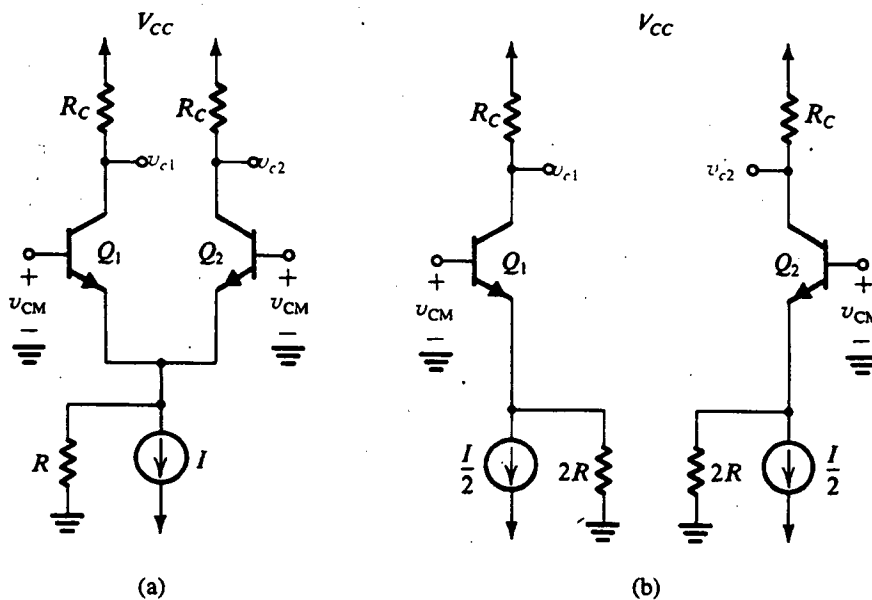 V_CC V_CC
R_C R_C R_C R_C
v_c1 v_c2 v_c1 v_c2
Q_1 Q_2 Q_1 Q_2
+ + + +
v_CM v_CM v_CM v_CM
− − − −
R I I/2 2R 2R I/2
(a) (b)